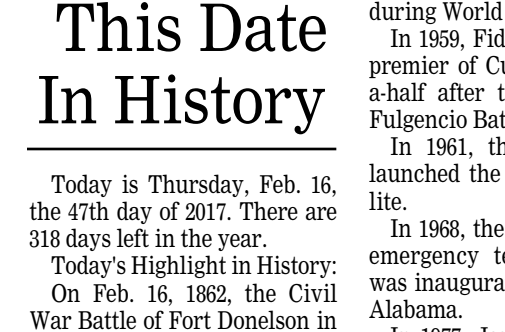 This Date
In History
Today is Thursday, Feb. 16,
the 47th day of 2017. There are
318 days left in the year.
Today's Highlight in History:
On Feb. 16, 1862, the Civil
War Battle of Fort Donelson in
during World
In 1959, Fid
premier of Cu
a-half after t
Fulgencio Bat
In 1961, th
launched the
lite.
In 1968, the
emergency te
was inaugura
Alabama.